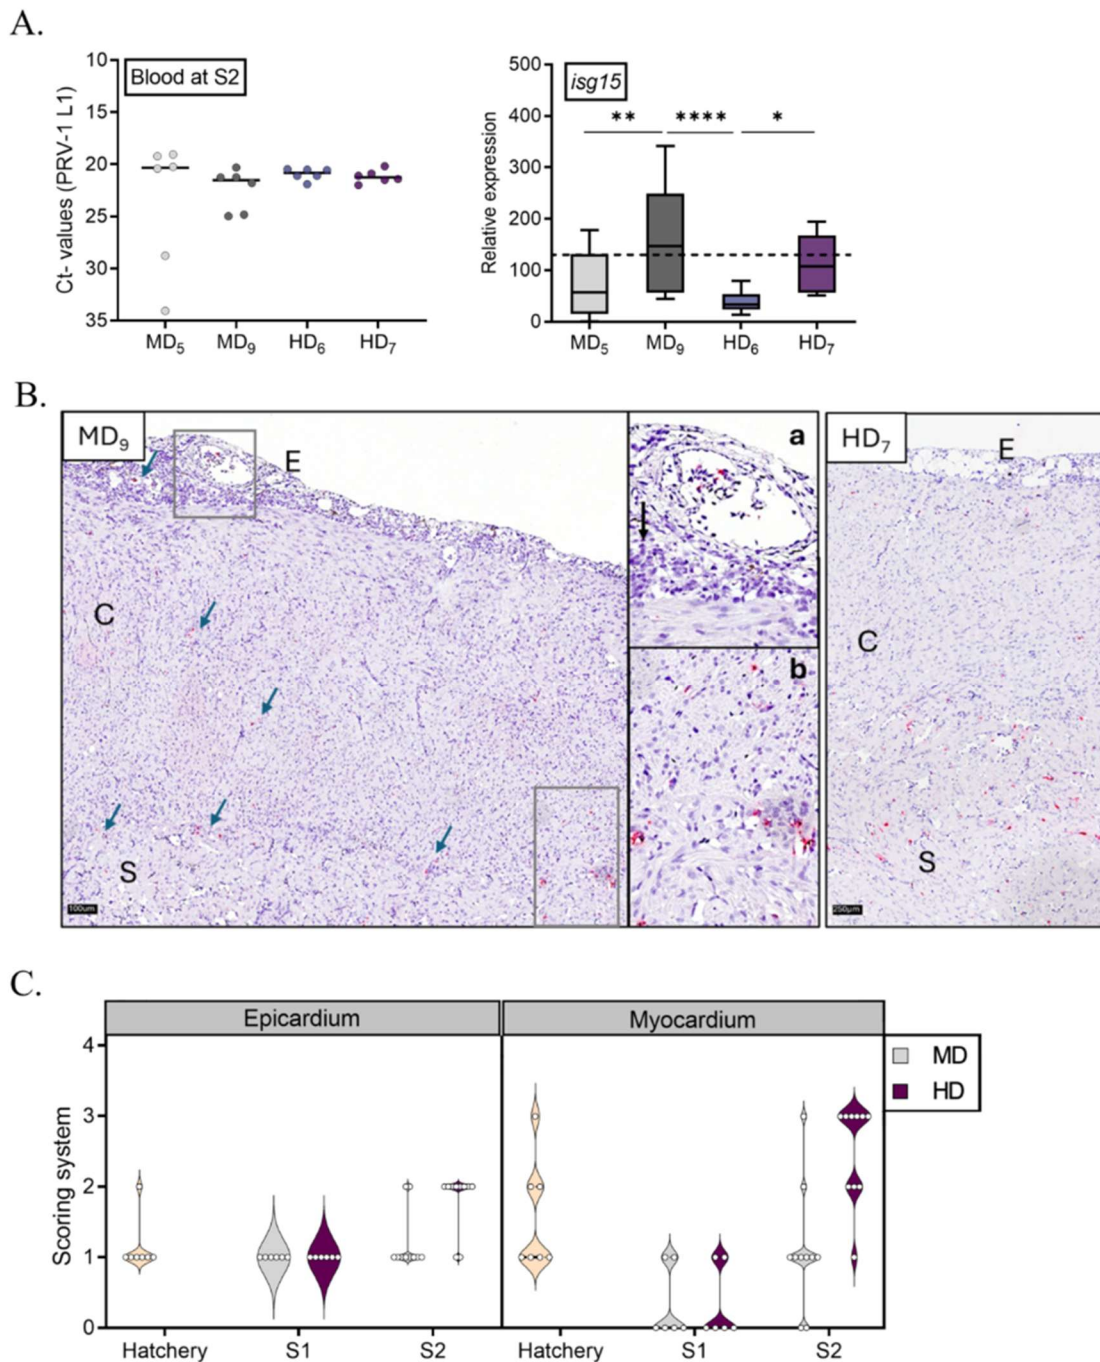 A.
Blood at S2
Ct- values (PRV-1 L1)
10
15
20
25
30
35
MD5
MD9
HD6
HD7
isg15
Relative expression
500
400
300
200
100
0
**
****
*
MD5
MD9
HD6
HD7
B.
MD9
E
C
S
100um
a
b
HD7
E
C
S
250µm
C.
Epicardium
Myocardium
Scoring system
4
3
2
1
0
Hatchery
S1
S2
Hatchery
S1
S2
MD
HD